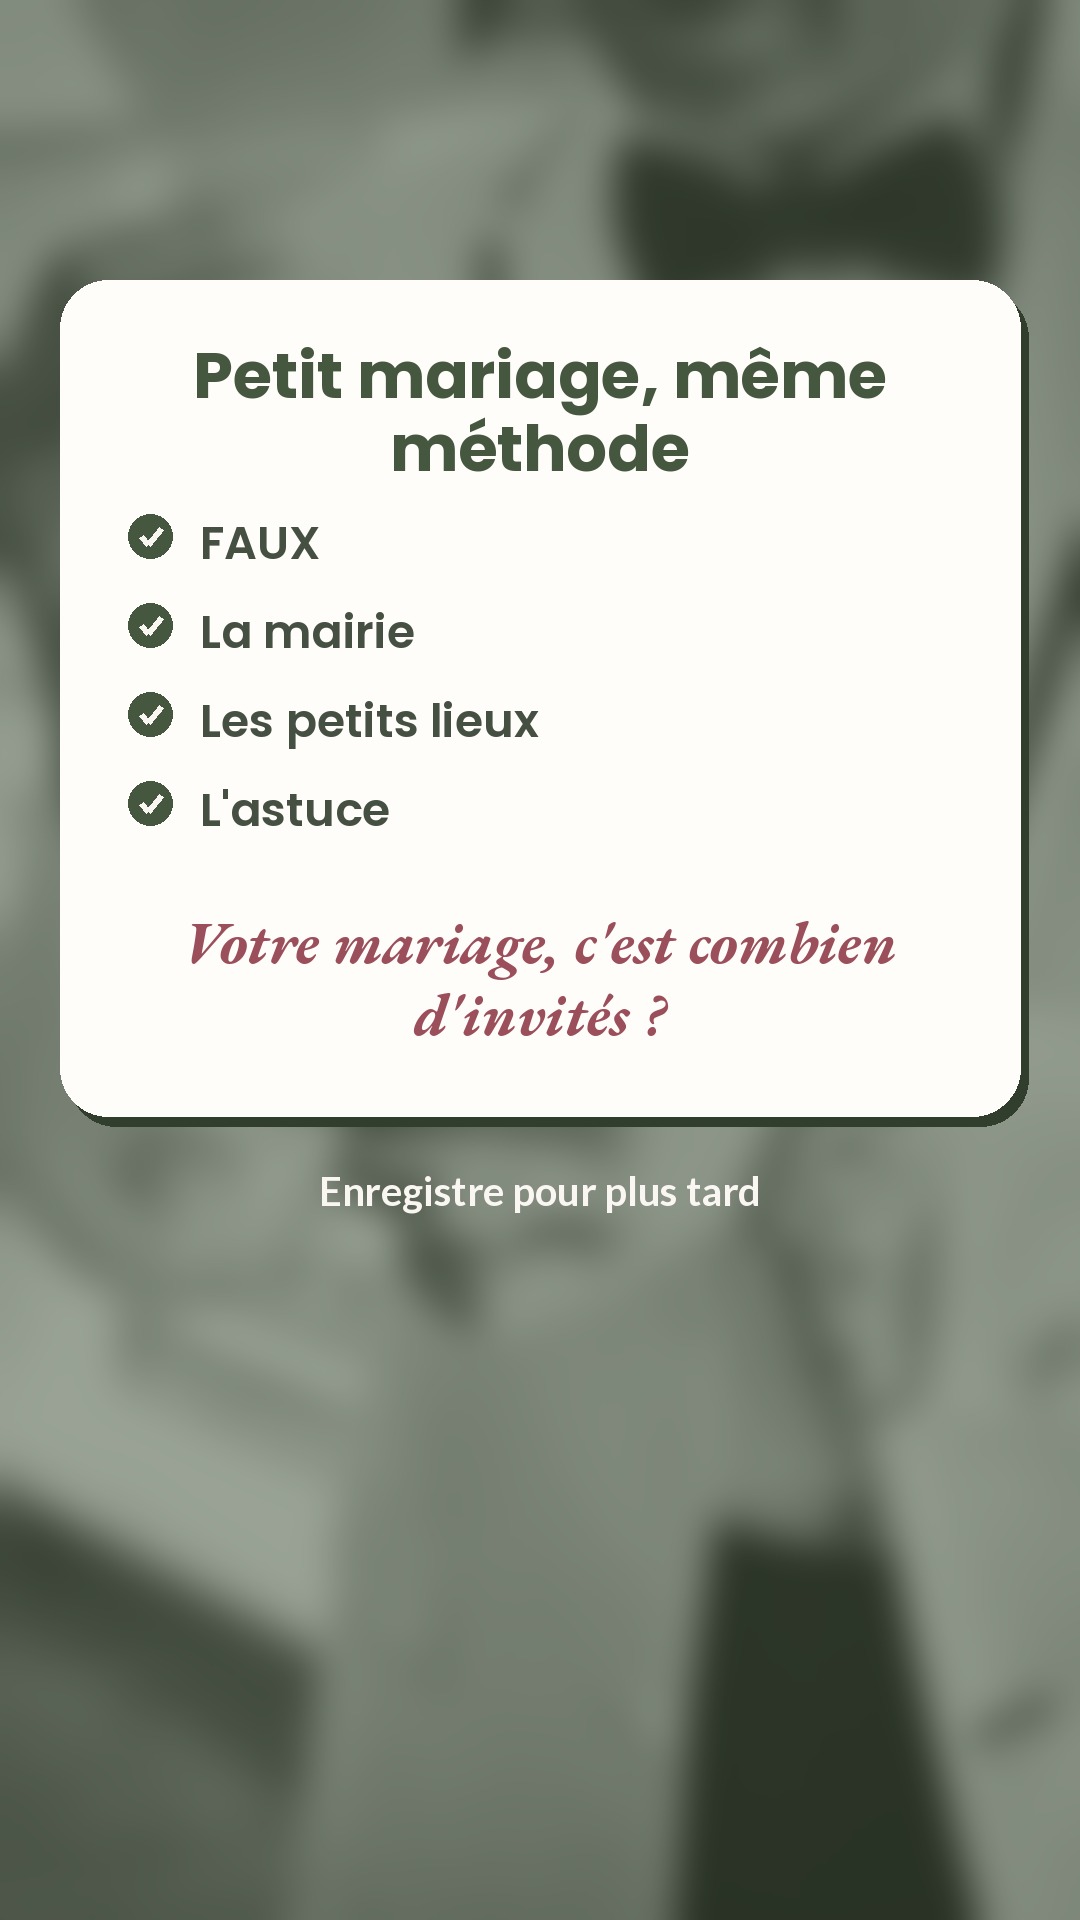 Petit mariage, même
méthode
FAUX
La mairie
Les petits lieux
L'astuce
Votre mariage, c'est combien
d'invités ?
Enregistre pour plus tard